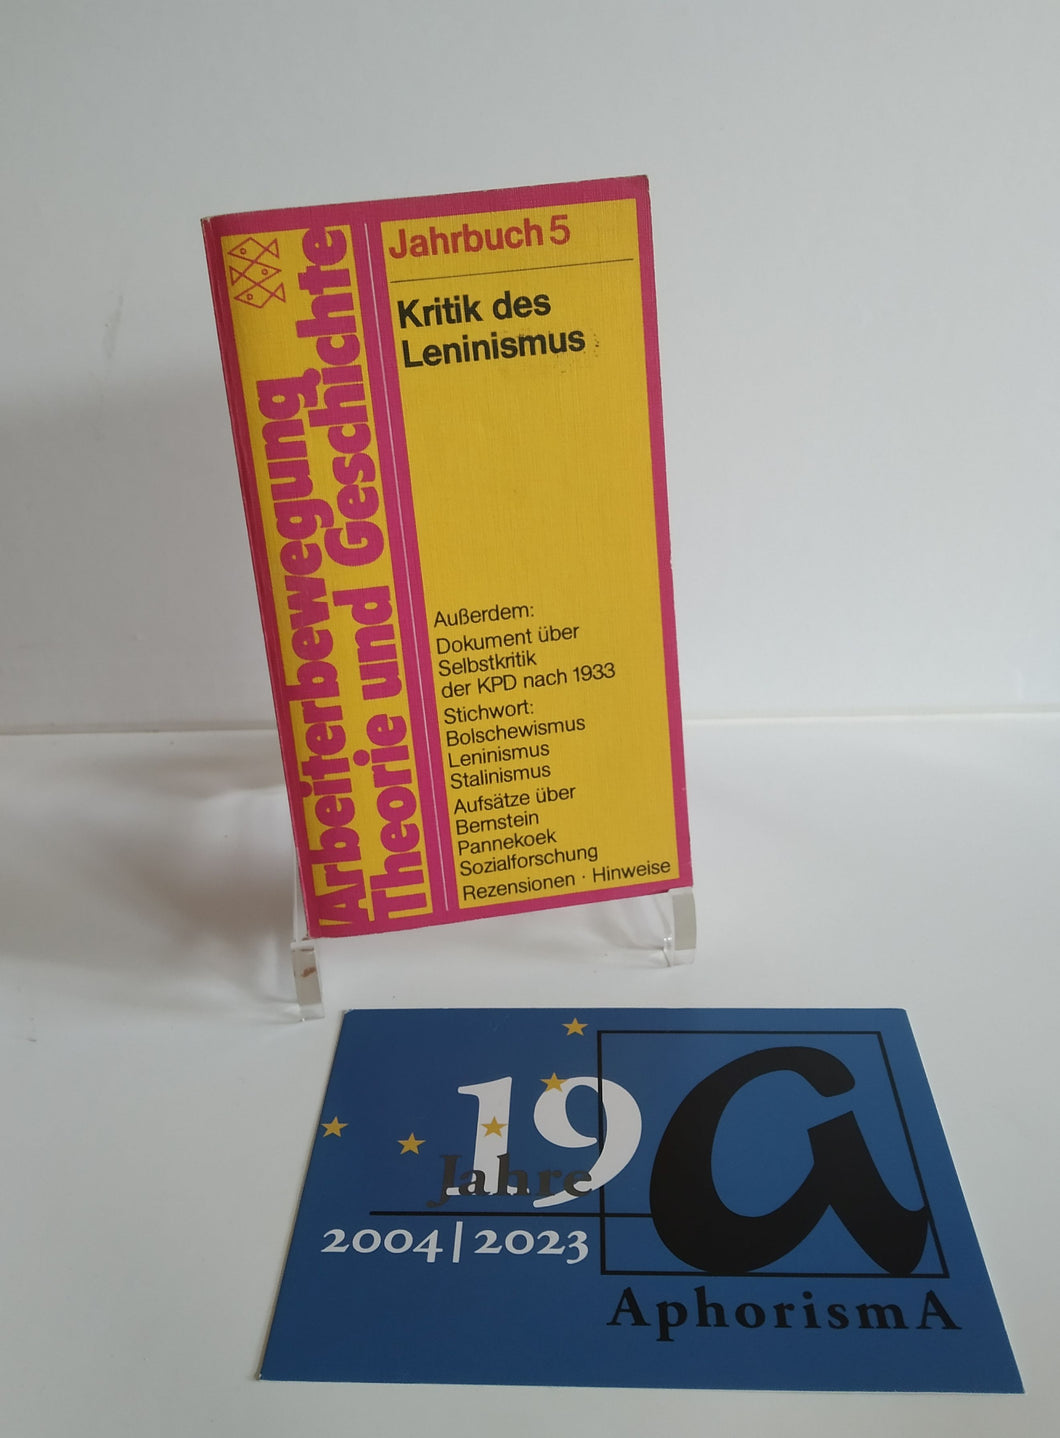 Arbeiterbewegung
Theorie und Geschichte
Jahrbuch 5
Kritik des
Leninismus
Außerdem:
Dokument über
Selbstkritik
der KPD nach 1933
Stichwort:
Bolschewismus
Leninismus
Stalinismus
Aufsätze über
Bernstein
Pannekoek
Sozialforschung
Rezensionen · Hinweise
19
Jahre
2004|2023
a
AphorismA